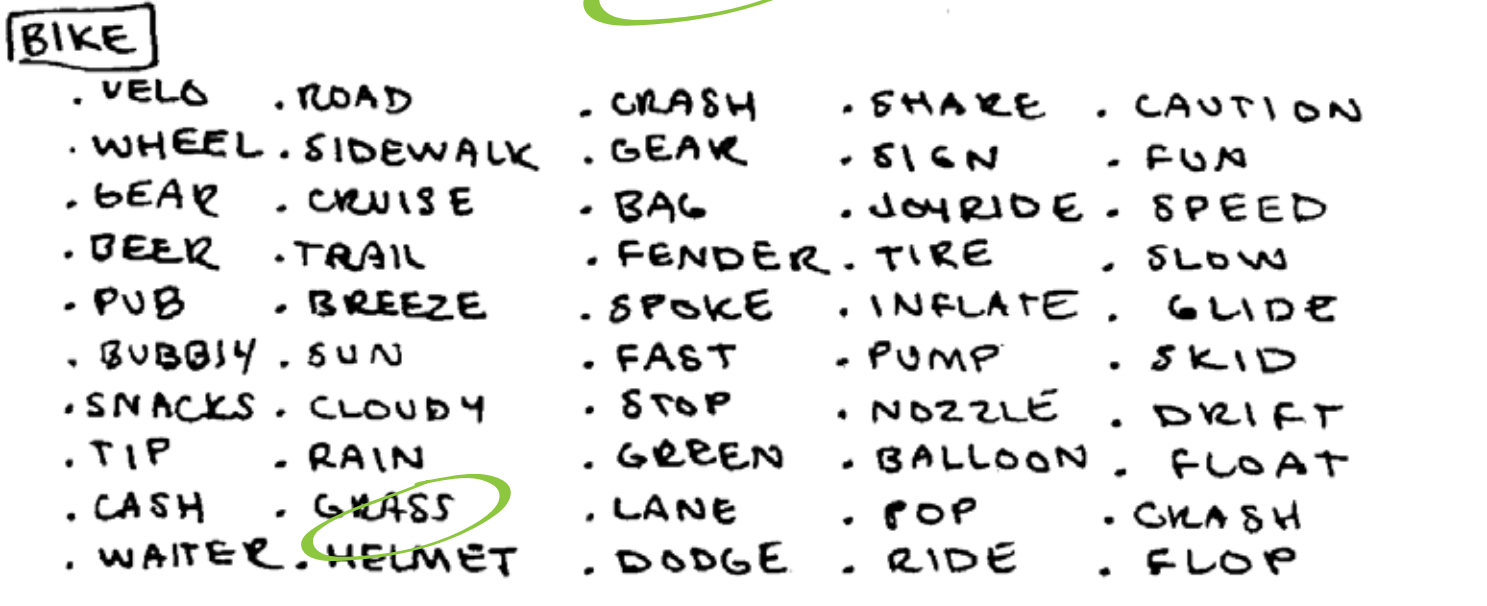 BIKE
. VELO . ROAD . CRASH . SHARE . CAUTION
. WHEEL . SIDEWALK . GEAR . SIGN . FUN
. GEAR . CRUISE . BAG . JOYRIDE . SPEED
. BEER . TRAIL . FENDER . TIRE . SLOW
. PUB . BREEZE . SPOKE . INFLATE . GLIDE
. BUBBLY . SUN . FAST . PUMP . SKID
. SNACKS . CLOUDY . STOP . NOZZLE . DRIFT
. TIP . RAIN . GREEN . BALLOON . FLOAT
. CASH . GRASS . LANE . POP . CRASH
. WAITER . HELMET . DODGE . RIDE . FLOP